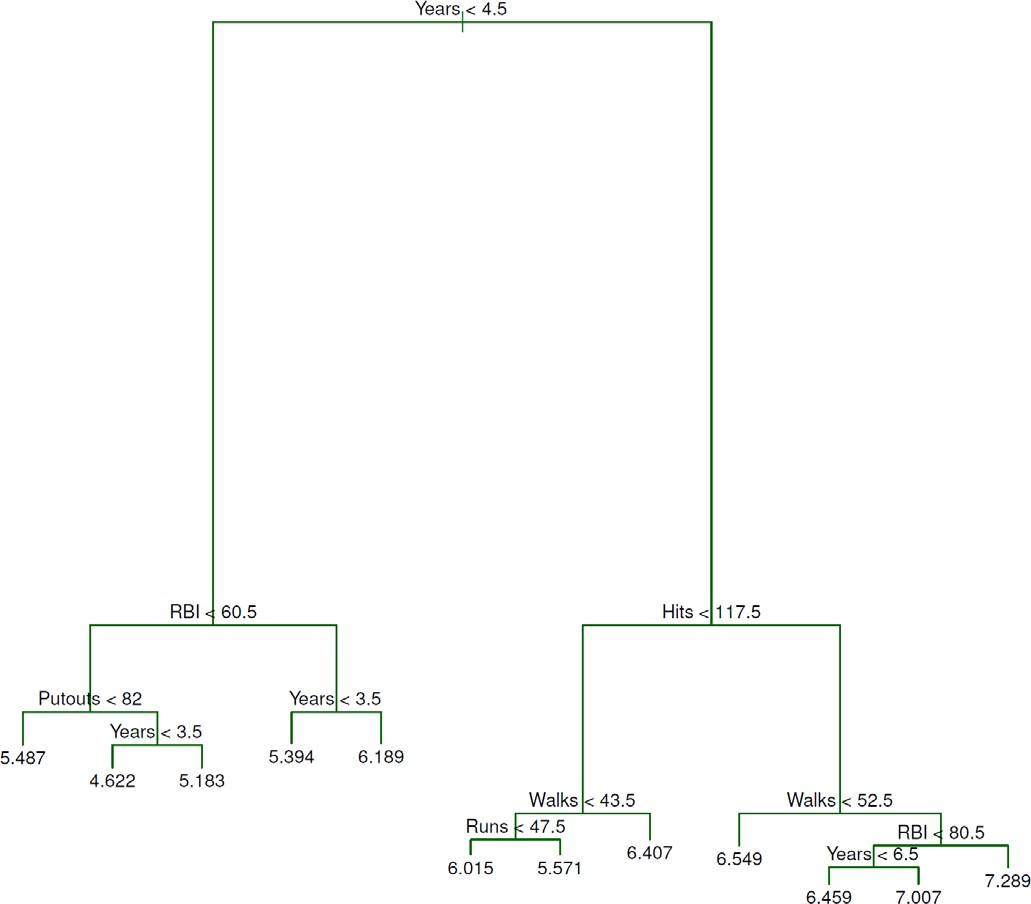 Years < 4.5
RBI < 60.5
Hits < 117.5
Putouts < 82
Years < 3.5
Years < 3.5
5.487
4.622
5.183
5.394
6.189
Walks < 43.5
Walks < 52.5
Runs < 47.5
RBI < 80.5
Years < 6.5
6.015
5.571
6.407
6.549
6.459
7.007
7.289